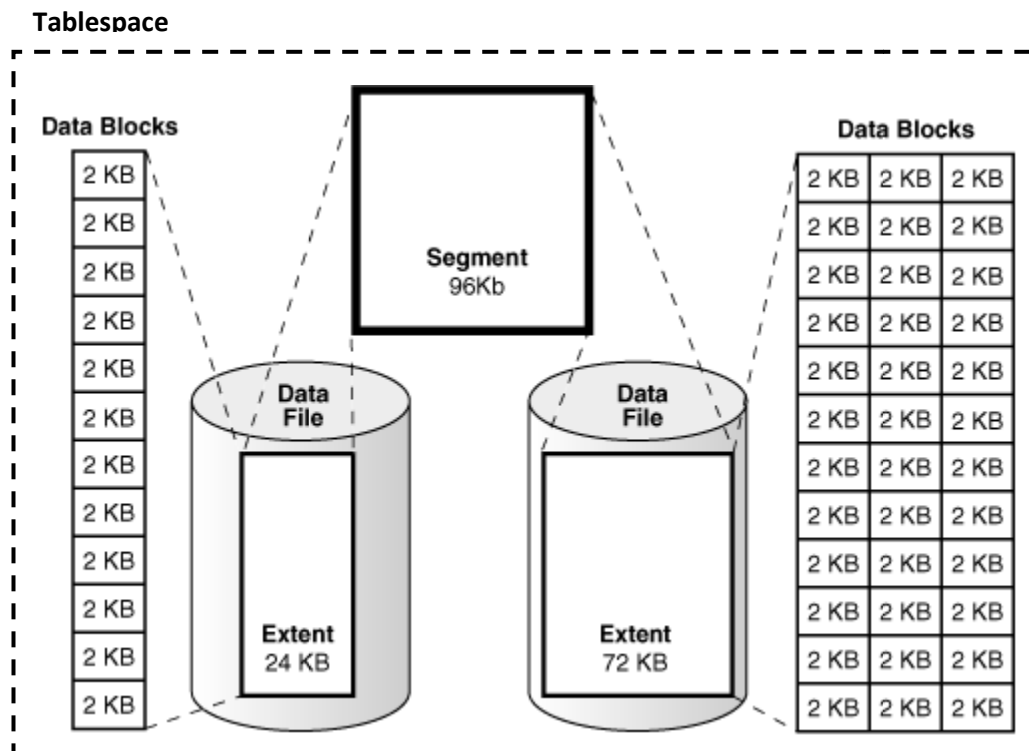 Tablespace
Data Blocks
2 KB
2 KB
2 KB
2 KB
2 KB
2 KB
2 KB
2 KB
2 KB
2 KB
2 KB
2 KB
Segment
96Kb
Data
File
Extent
24 KB
Data
File
Extent
72 KB
Data Blocks
2 KB 2 KB 2 KB
2 KB 2 KB 2 KB
2 KB 2 KB 2 KB
2 KB 2 KB 2 KB
2 KB 2 KB 2 KB
2 KB 2 KB 2 KB
2 KB 2 KB 2 KB
2 KB 2 KB 2 KB
2 KB 2 KB 2 KB
2 KB 2 KB 2 KB
2 KB 2 KB 2 KB
2 KB 2 KB 2 KB